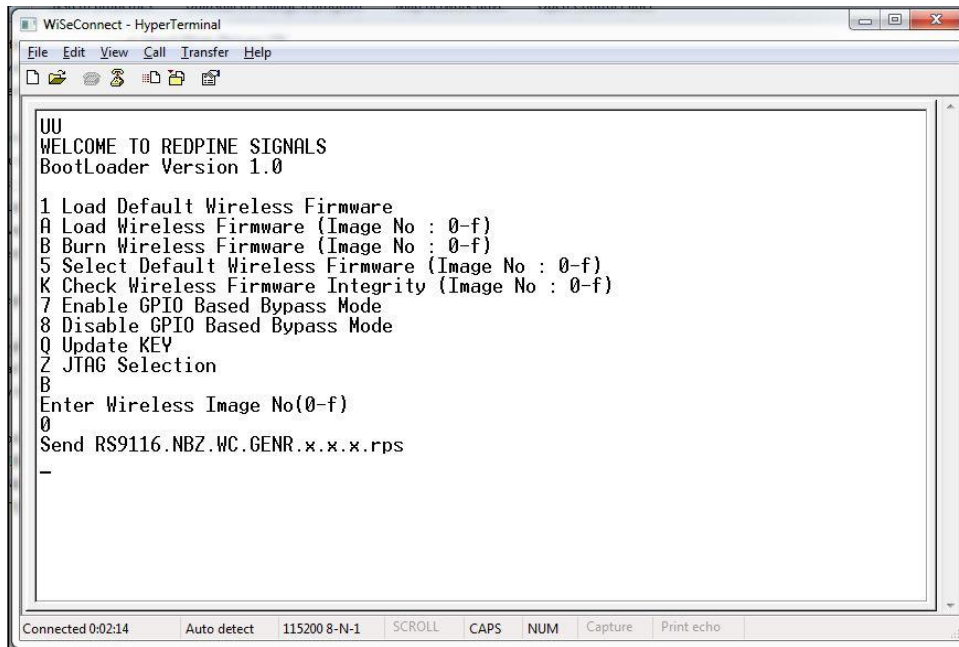 WiSeConnect - HyperTerminal
File Edit View Call Transfer Help
UU
WELCOME TO REDPINE SIGNALS
BootLoader Version 1.0
1 Load Default Wireless Firmware
A Load Wireless Firmware (Image No : 0-f)
B Burn Wireless Firmware (Image No : 0-f)
5 Select Default Wireless Firmware (Image No : 0-f)
K Check Wireless Firmware Integrity (Image No : 0-f)
7 Enable GPIO Based Bypass Mode
8 Disable GPIO Based Bypass Mode
Q Update KEY
Z JTAG Selection
B
Enter Wireless Image No(0-f)
0
Send RS9116.NBZ.WC.GENR.x.x.x.rps
_
Connected 0:02:14 Auto detect 115200 8-N-1 SCROLL CAPS NUM Capture Print echo